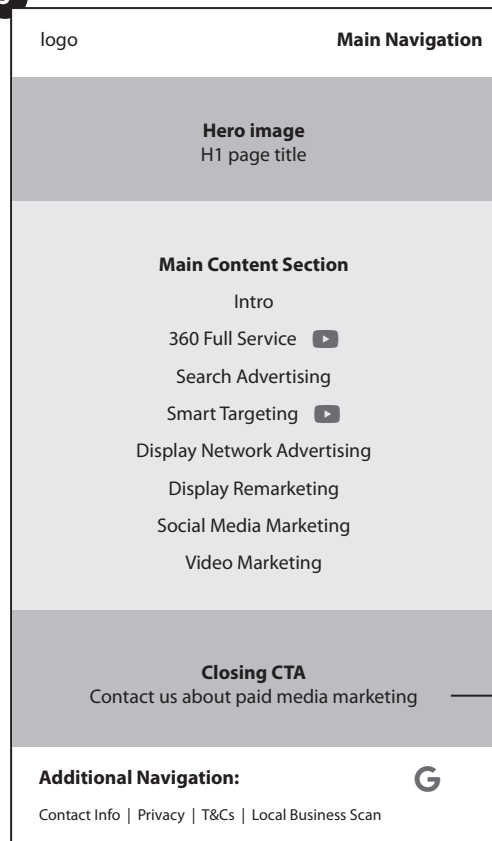 logo
Main Navigation
Hero image
H1 page title
Main Content Section
Intro
360 Full Service
Search Advertising
Smart Targeting
Display Network Advertising
Display Remarketing
Social Media Marketing
Video Marketing
Closing CTA
Contact us about paid media marketing
Additional Navigation:
G
Contact Info | Privacy | T&Cs | Local Business Scan